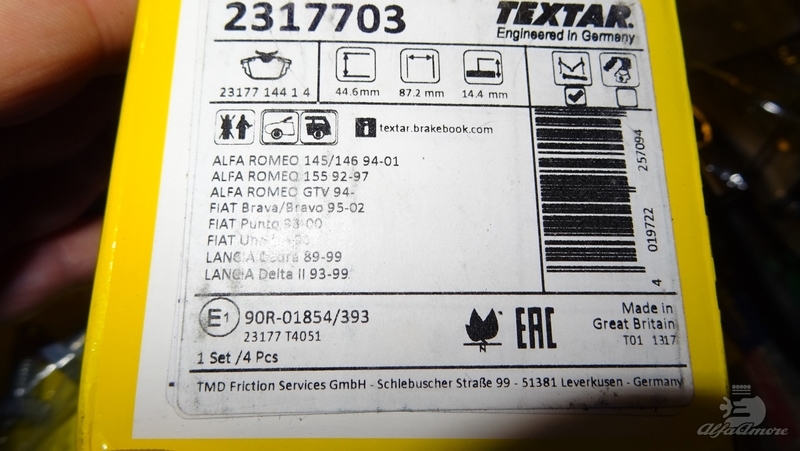 2317703
TEXTAR
Engineered in Germany
23177 144 1 4
44.6mm
87.2 mm
14.4 mm
i textar.brakebook.com
ALFA ROMEO 145/146 94-01
ALFA ROMEO 155 92-97
ALFA ROMEO GTV 94-
FIAT Brava/Bravo 95-02
FIAT Punto 93-00
FIAT
LANCIA 89-99
LANCIA Delta II 93-99
4 019722 257094
E1 90R-01854/393
23177 T4051
1 Set /4 Pcs
N
EAC
Made in
Great Britain
T01 1317
TMD Friction Services GmbH - Schlebuscher Straße 99 - 51381 Leverkusen - Germany
AlfaAmore